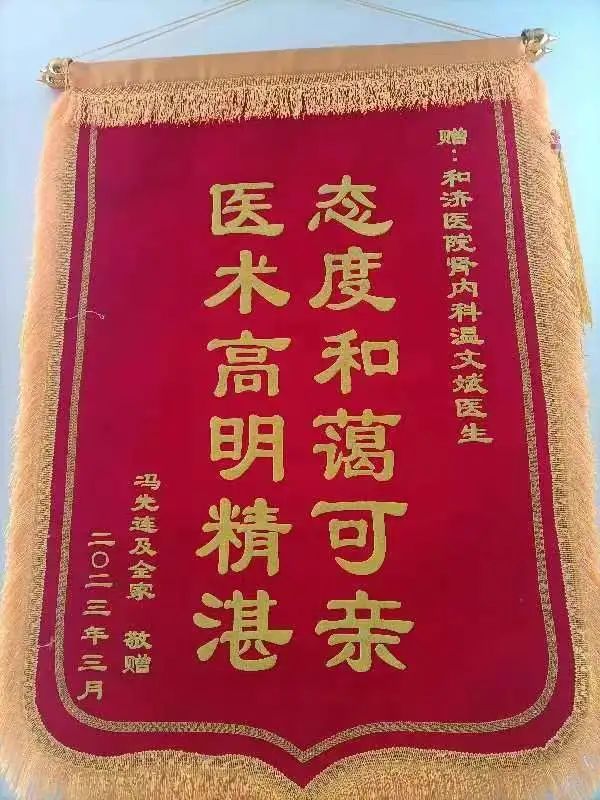 赠：和济医院肾内科温文斌医生
态度和蔼可亲
医术高明精湛
冯先连及全家 敬赠
二〇二三年三月